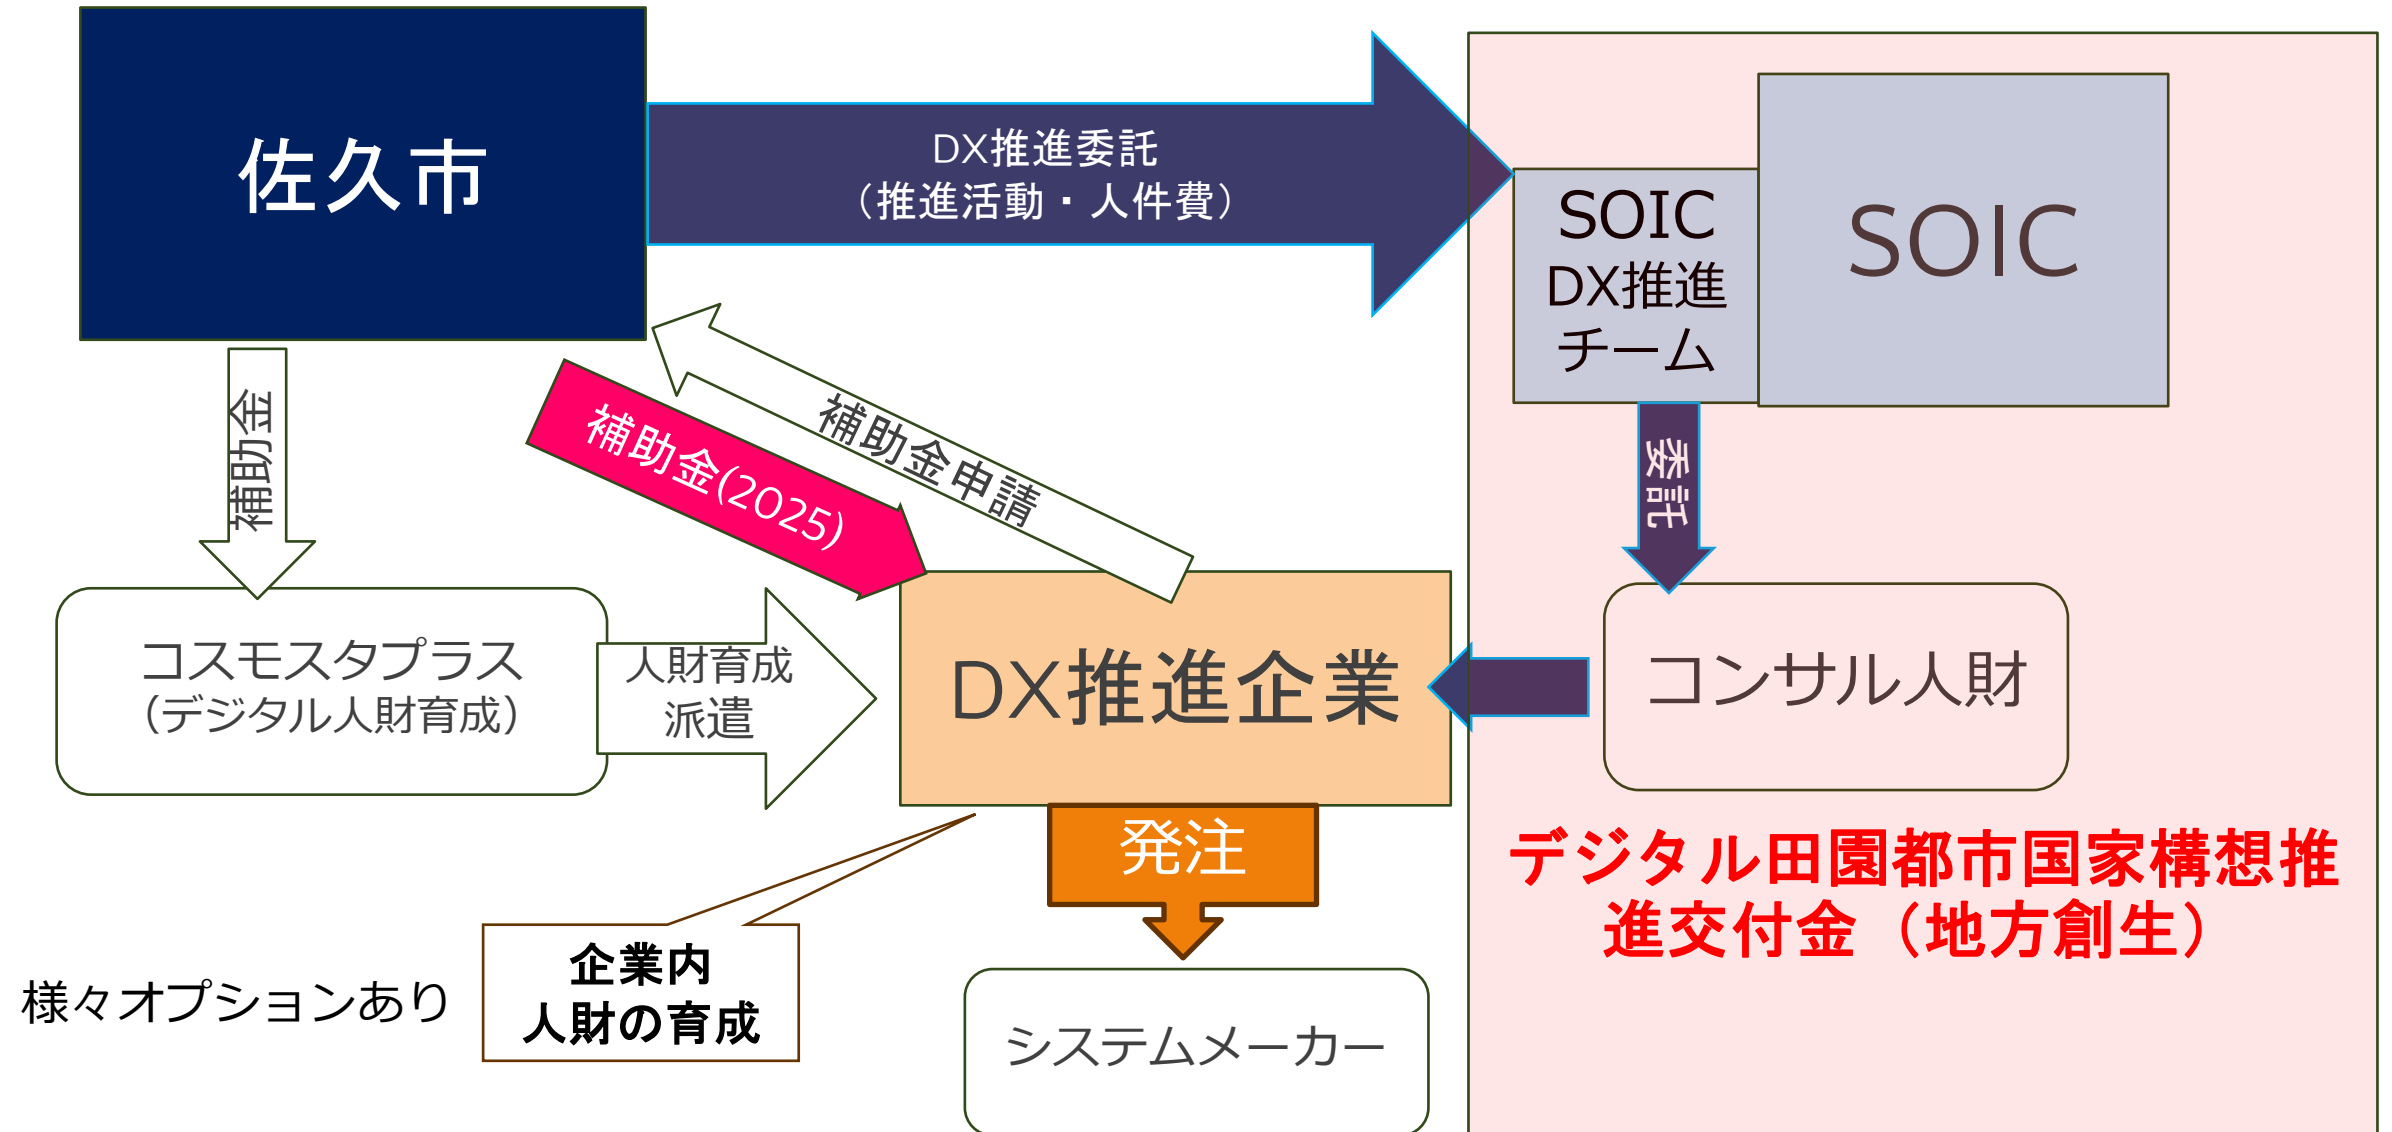 佐久市
DX推進委託
（推進活動・人件費）
SOIC
DX推進
チーム
SOIC
補助金
補助金(2025)
補助金申請
委託
コスモスタプラス
（デジタル人財育成）
人財育成
派遣
DX推進企業
コンサル人財
発注
デジタル田園都市国家構想推
進交付金（地方創生）
企業内
人財の育成
様々オプションあり
システムメーカー